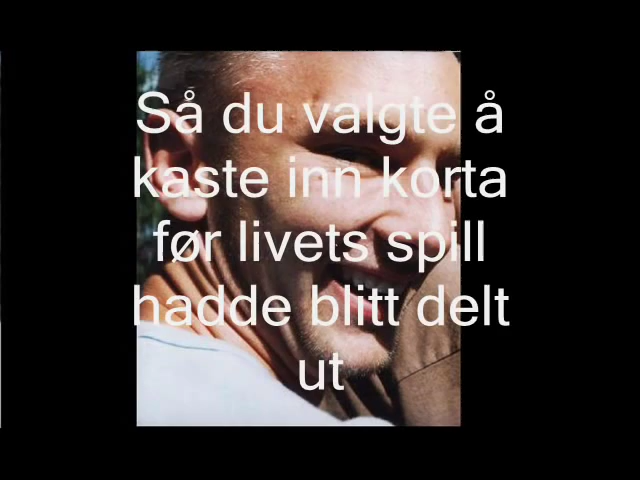 Så du valgte å
kaste inn korta
før livets spill
hadde blitt delt
ut